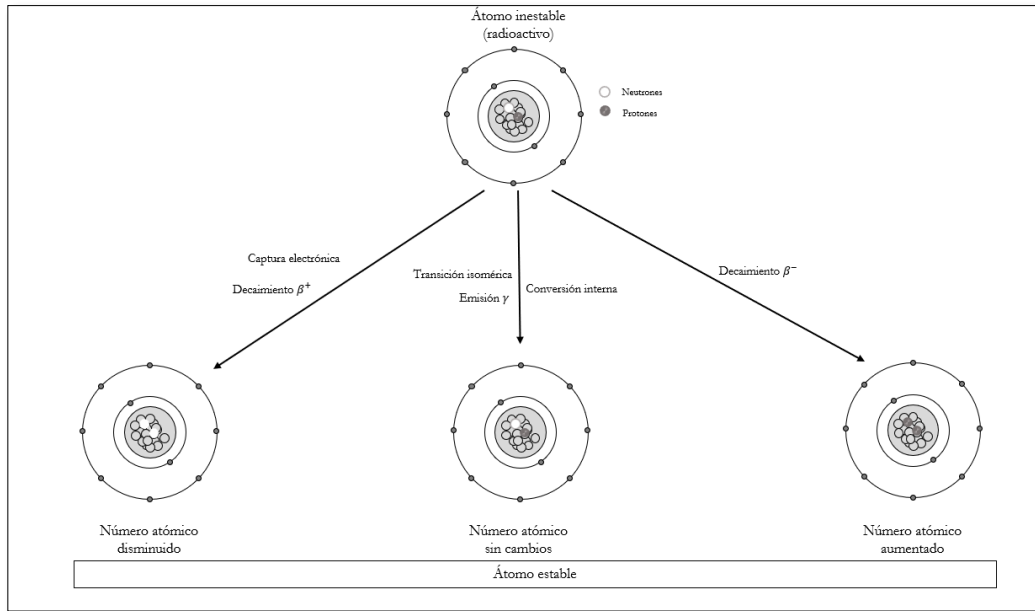 Átomo inestable
(radioactivo)
Neutrones
Protones
Captura electrónica
Decaimiento β⁺
Transición isomérica
Emisión γ
Conversión interna
Decaimiento β⁻
Número atómico
disminuido
Número atómico
sin cambios
Número atómico
aumentado
Átomo estable